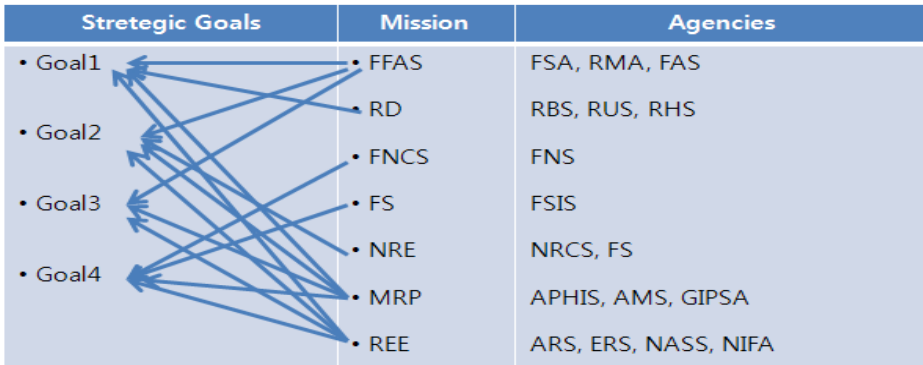 Stretegic Goals Mission Agencies
• Goal1 • FFAS FSA, RMA, FAS
• RD RBS, RUS, RHS
• Goal2
• FNCS FNS
• Goal3 • FS FSIS
• NRE NRCS, FS
• Goal4
• MRP APHIS, AMS, GIPSA
• REE ARS, ERS, NASS, NIFA